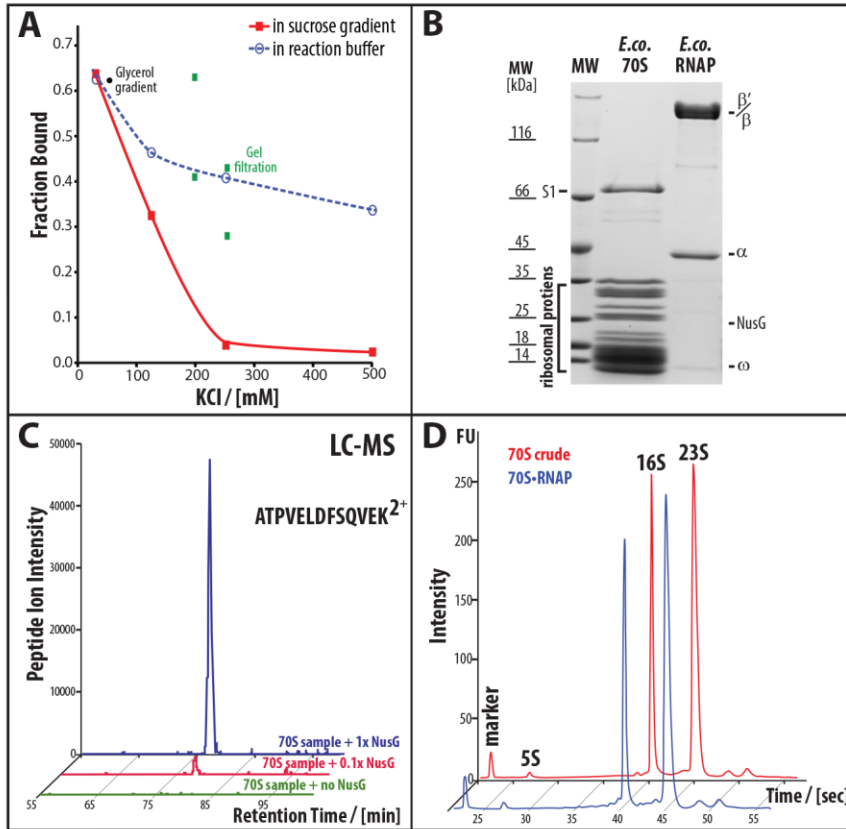 A
in sucrose gradient
in reaction buffer
0.7
0.6
0.5
0.4
0.3
0.2
0.1
0.0
Fraction Bound
Glycerol
gradient
Gel
filtration
0 100 200 300 400 500
KCl / [mM]
B
MW
[kDa]
MW
E.co.
70S
E.co.
RNAP
116
66
45
35
25
18
14
S1
ribosomal protiens
β'/β
α
NusG
ω
C
LC-MS
ATPVELDFSQVEK2+
50000
40000
30000
20000
10000
0
Peptide Ion Intensity
70S sample + 1x NusG
70S sample + 0.1x NusG
70S sample + no NusG
55 65 75 85 95
Retention Time / [min]
D
FU
70S crude
70S•RNAP
16S
23S
250
200
150
100
50
0
Intensity
marker
5S
Time / [sec]
25 30 35 40 45 50 55